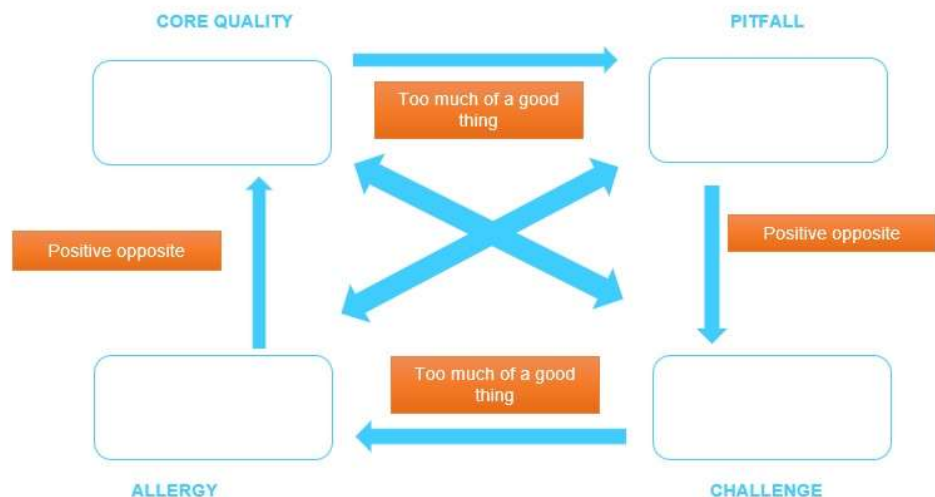 CORE QUALITY
PITFALL
Too much of a good
thing
Positive opposite
Positive opposite
Too much of a good
thing
ALLERGY
CHALLENGE